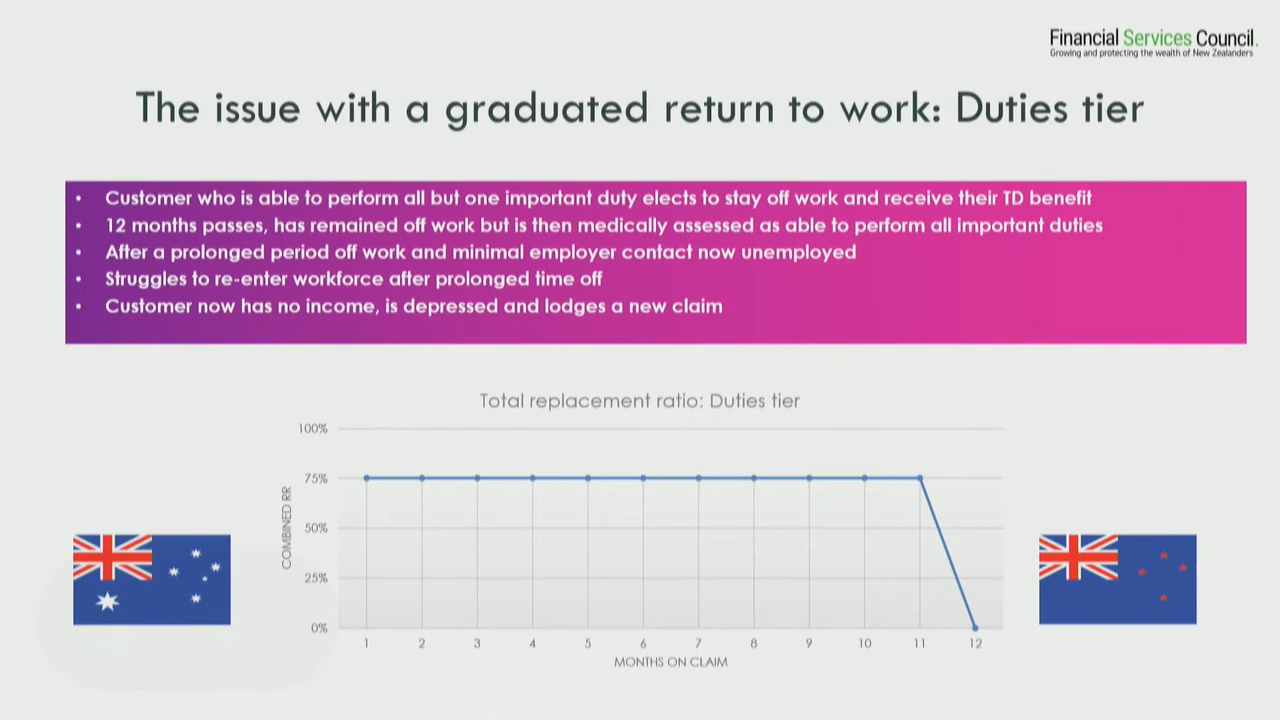 Financial Services Council.
Growing and protecting the wealth of New Zealanders
The issue with a graduated return to work: Duties tier
• Customer who is able to perform all but one important duty elects to stay off work and receive their TD benefit
• 12 months passes, has remained off work but is then medically assessed as able to perform all important duties
• After a prolonged period off work and minimal employer contact now unemployed
• Struggles to re-enter workforce after prolonged time off
• Customer now has no income, is depressed and lodges a new claim
Total replacement ratio: Duties tier
100%
75%
50%
25%
0%
COMBINED RR
1 2 3 4 5 6 7 8 9 10 11 12
MONTHS ON CLAIM